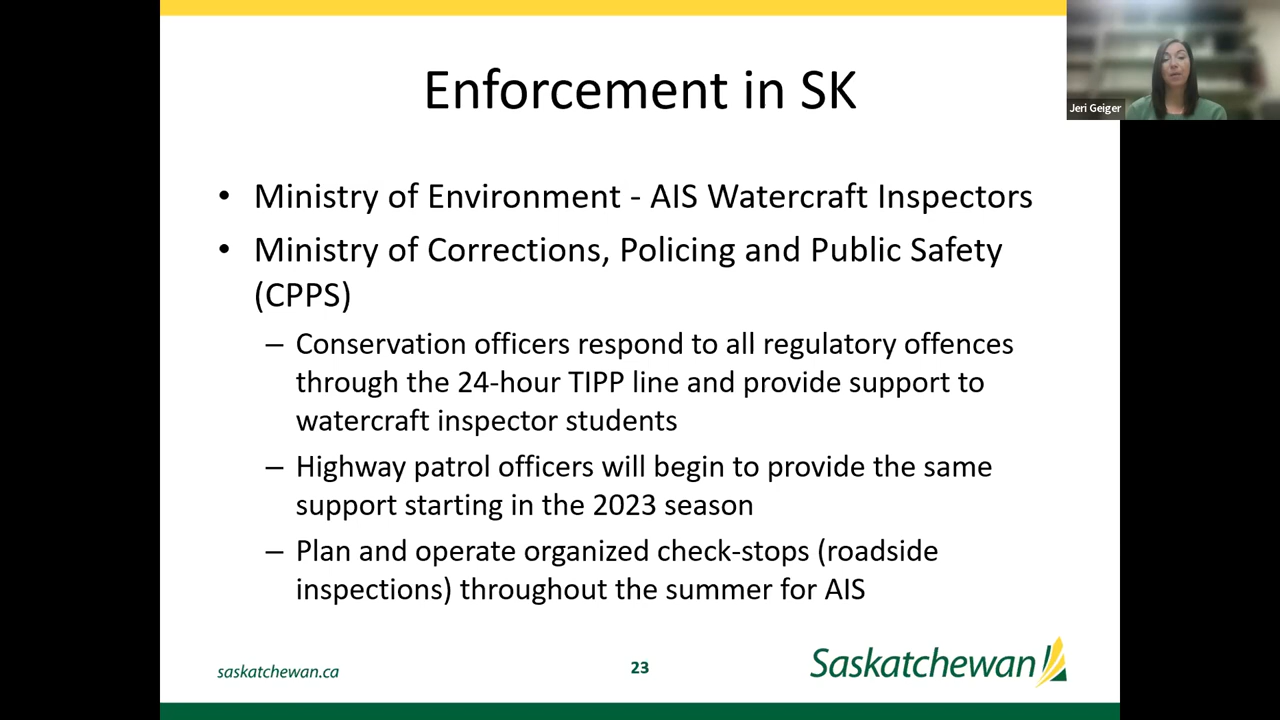 Enforcement in SK
Jeri Geiger
• Ministry of Environment - AIS Watercraft Inspectors
• Ministry of Corrections, Policing and Public Safety
(CPPS)
– Conservation officers respond to all regulatory offences
through the 24-hour TIPP line and provide support to
watercraft inspector students
– Highway patrol officers will begin to provide the same
support starting in the 2023 season
– Plan and operate organized check-stops (roadside
inspections) throughout the summer for AIS
saskatchewan.ca
23
Saskatchewan